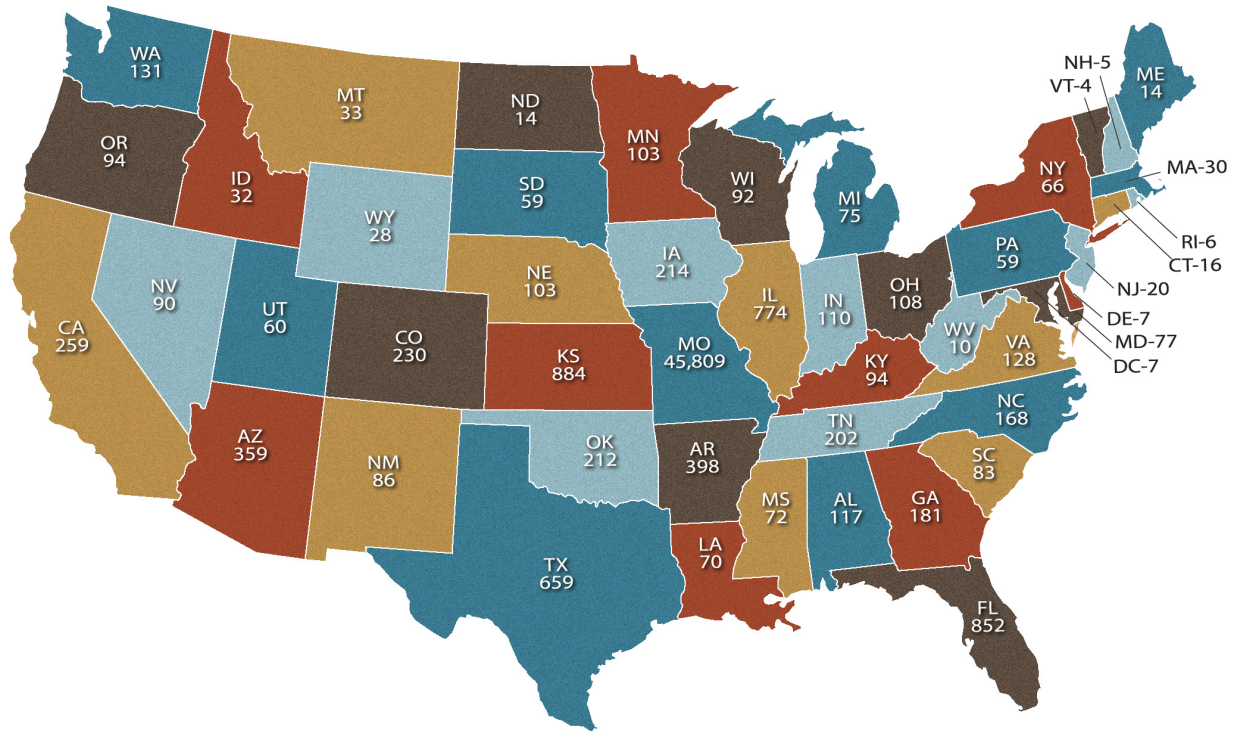 WA
131
OR
94
CA
259
NV
90
ID
32
MT
33
WY
28
UT
60
AZ
359
CO
230
NM
86
ND
14
SD
59
NE
103
KS
884
OK
212
TX
659
MN
103
IA
214
MO
45,809
AR
398
LA
70
WI
92
IL
774
MI
75
IN
110
OH
108
KY
94
TN
202
MS
72
AL
117
GA
181
FL
852
SC
83
NC
168
VA
128
WV
10
PA
59
NY
66
ME
14
NH-5
VT-4
MA-30
RI-6
CT-16
NJ-20
DE-7
MD-77
DC-7